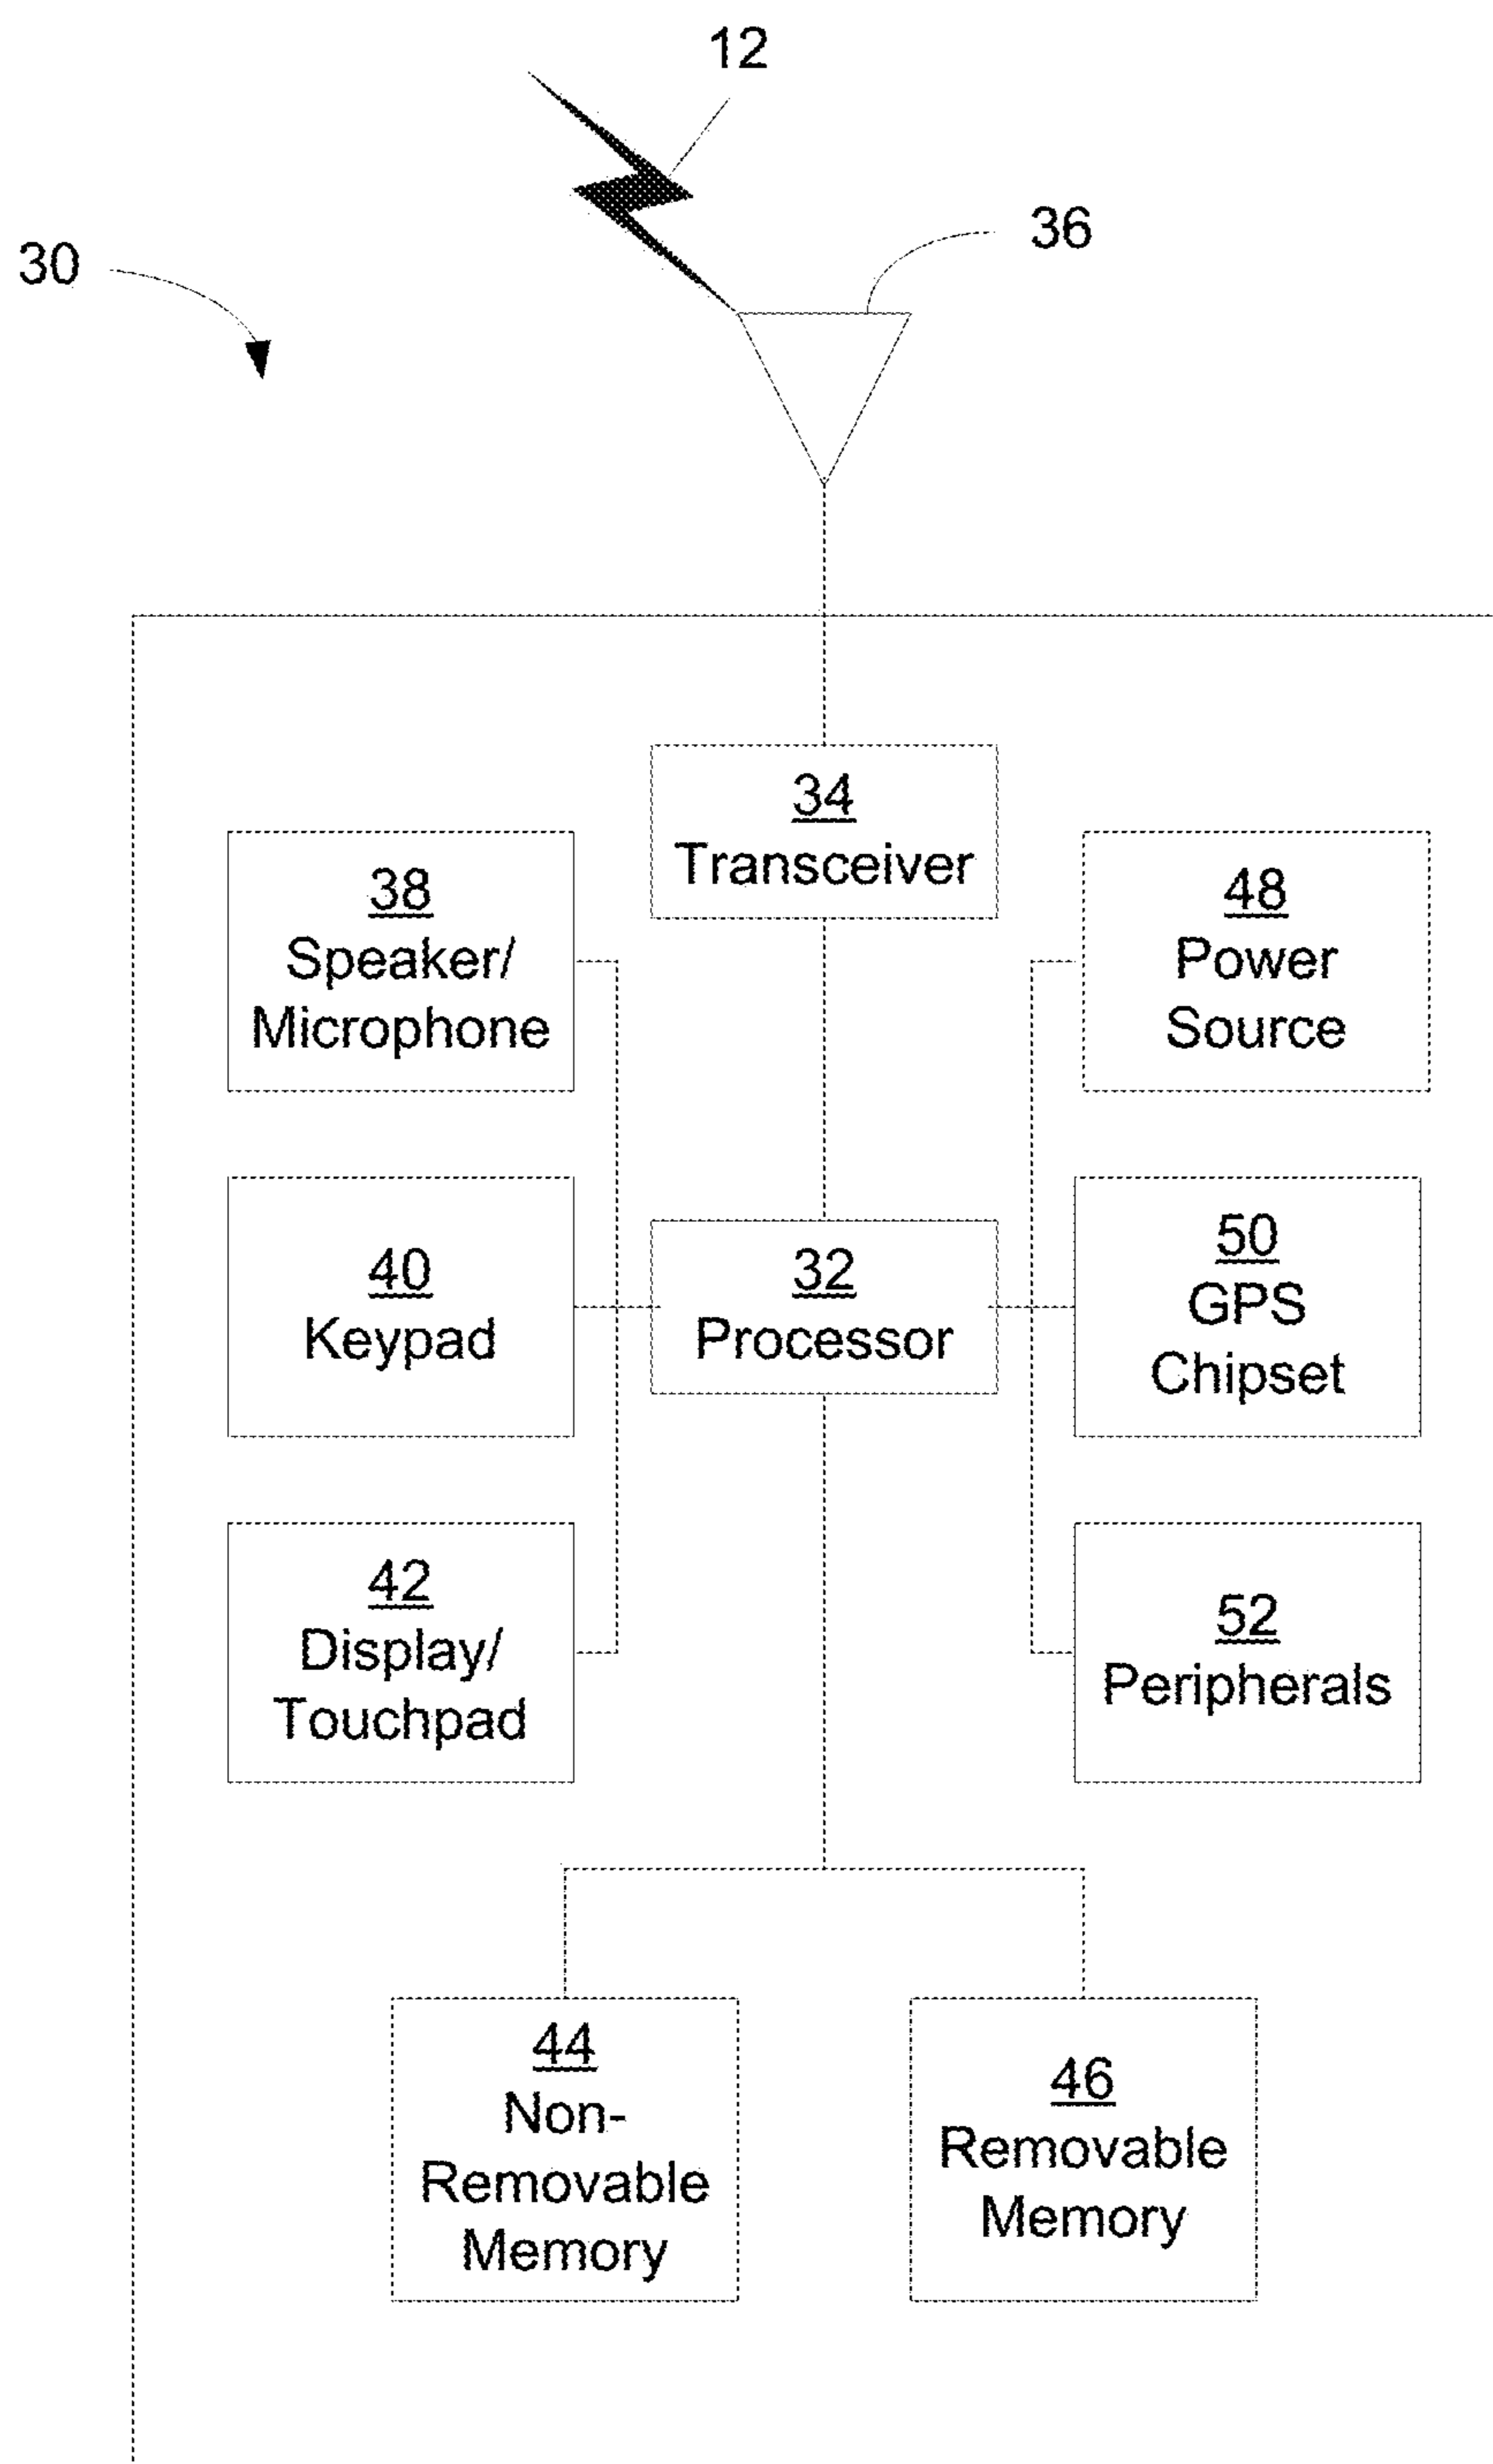 12
36
30
34
Transceiver
38
Speaker/
Microphone
48
Power
Source
40
Keypad
32
Processor
50
GPS
Chipset
42
Display/
Touchpad
52
Peripherals
44
Non-
Removable
Memory
46
Removable
Memory